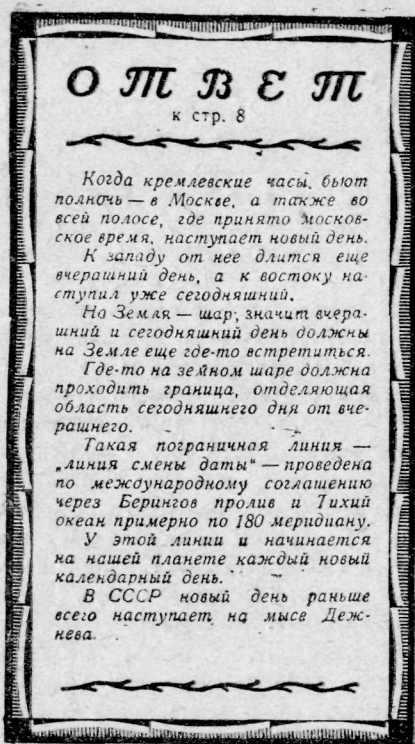 ОТВЕТ
к стр. 8
Когда кремлевские часы бьют
полночь — в Москве, а также во
всей полосе, где принято москов-
ское время, наступает новый день.
К западу от нее длится еще
вчерашний день, а к востоку на-
ступил уже сегодняшний.
Но Земля — шар, значит вчера-
шний и сегодняшний день должны
на Земле еще где-то встретиться.
Где-то на земном шаре должна
проходить граница, отделяющая
область сегодняшнего дня от вче-
рашнего.
Такая пограничная линия —
„линия смены даты“ — проведена
по международному соглашению
через Берингов пролив и Тихий
океан примерно по 180 меридиану.
У этой линии и начинается
на нашей планете каждый новый
календарный день.
В СССР новый день раньше
всего наступает на мысе Деж-
нева.